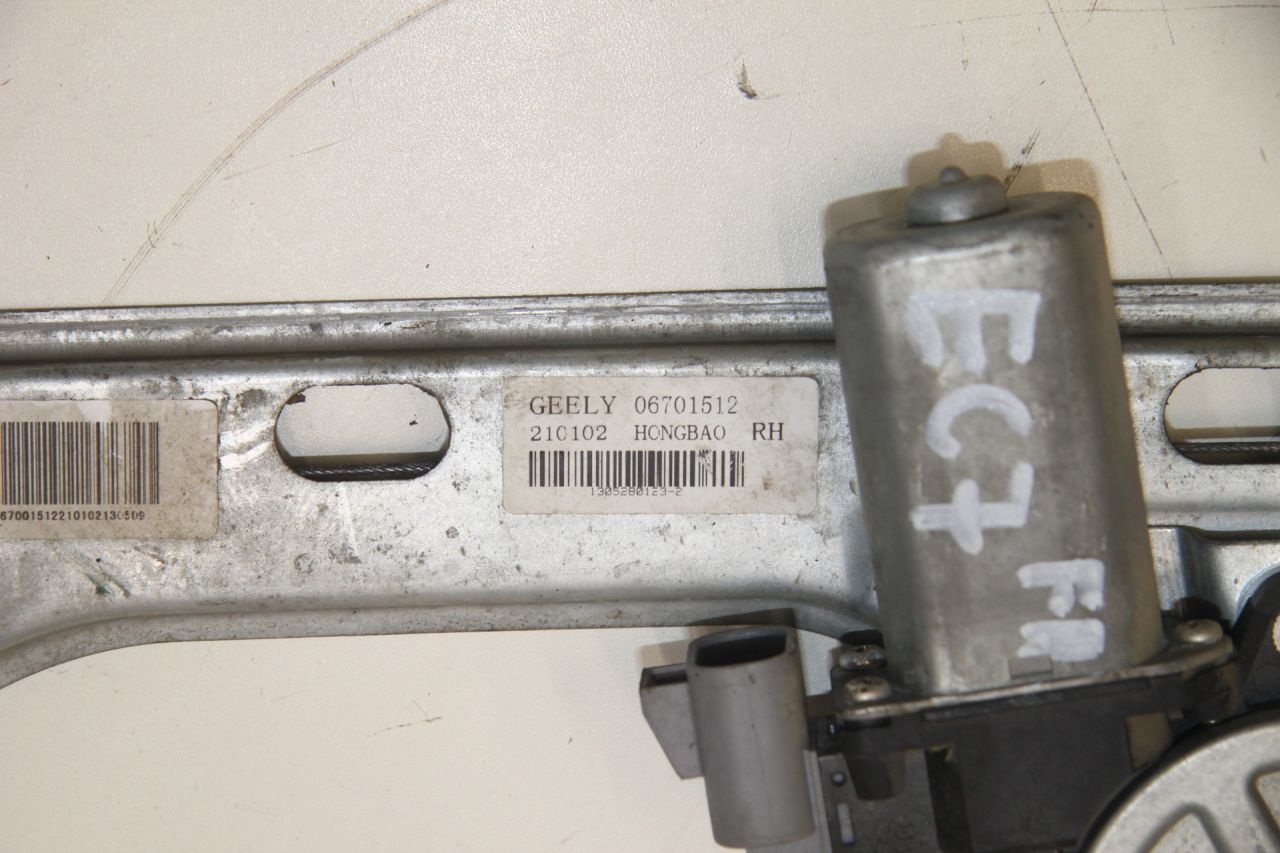 GEELY 06701512
210102 HONGBAO RH
1305280123-2
EC7
FR